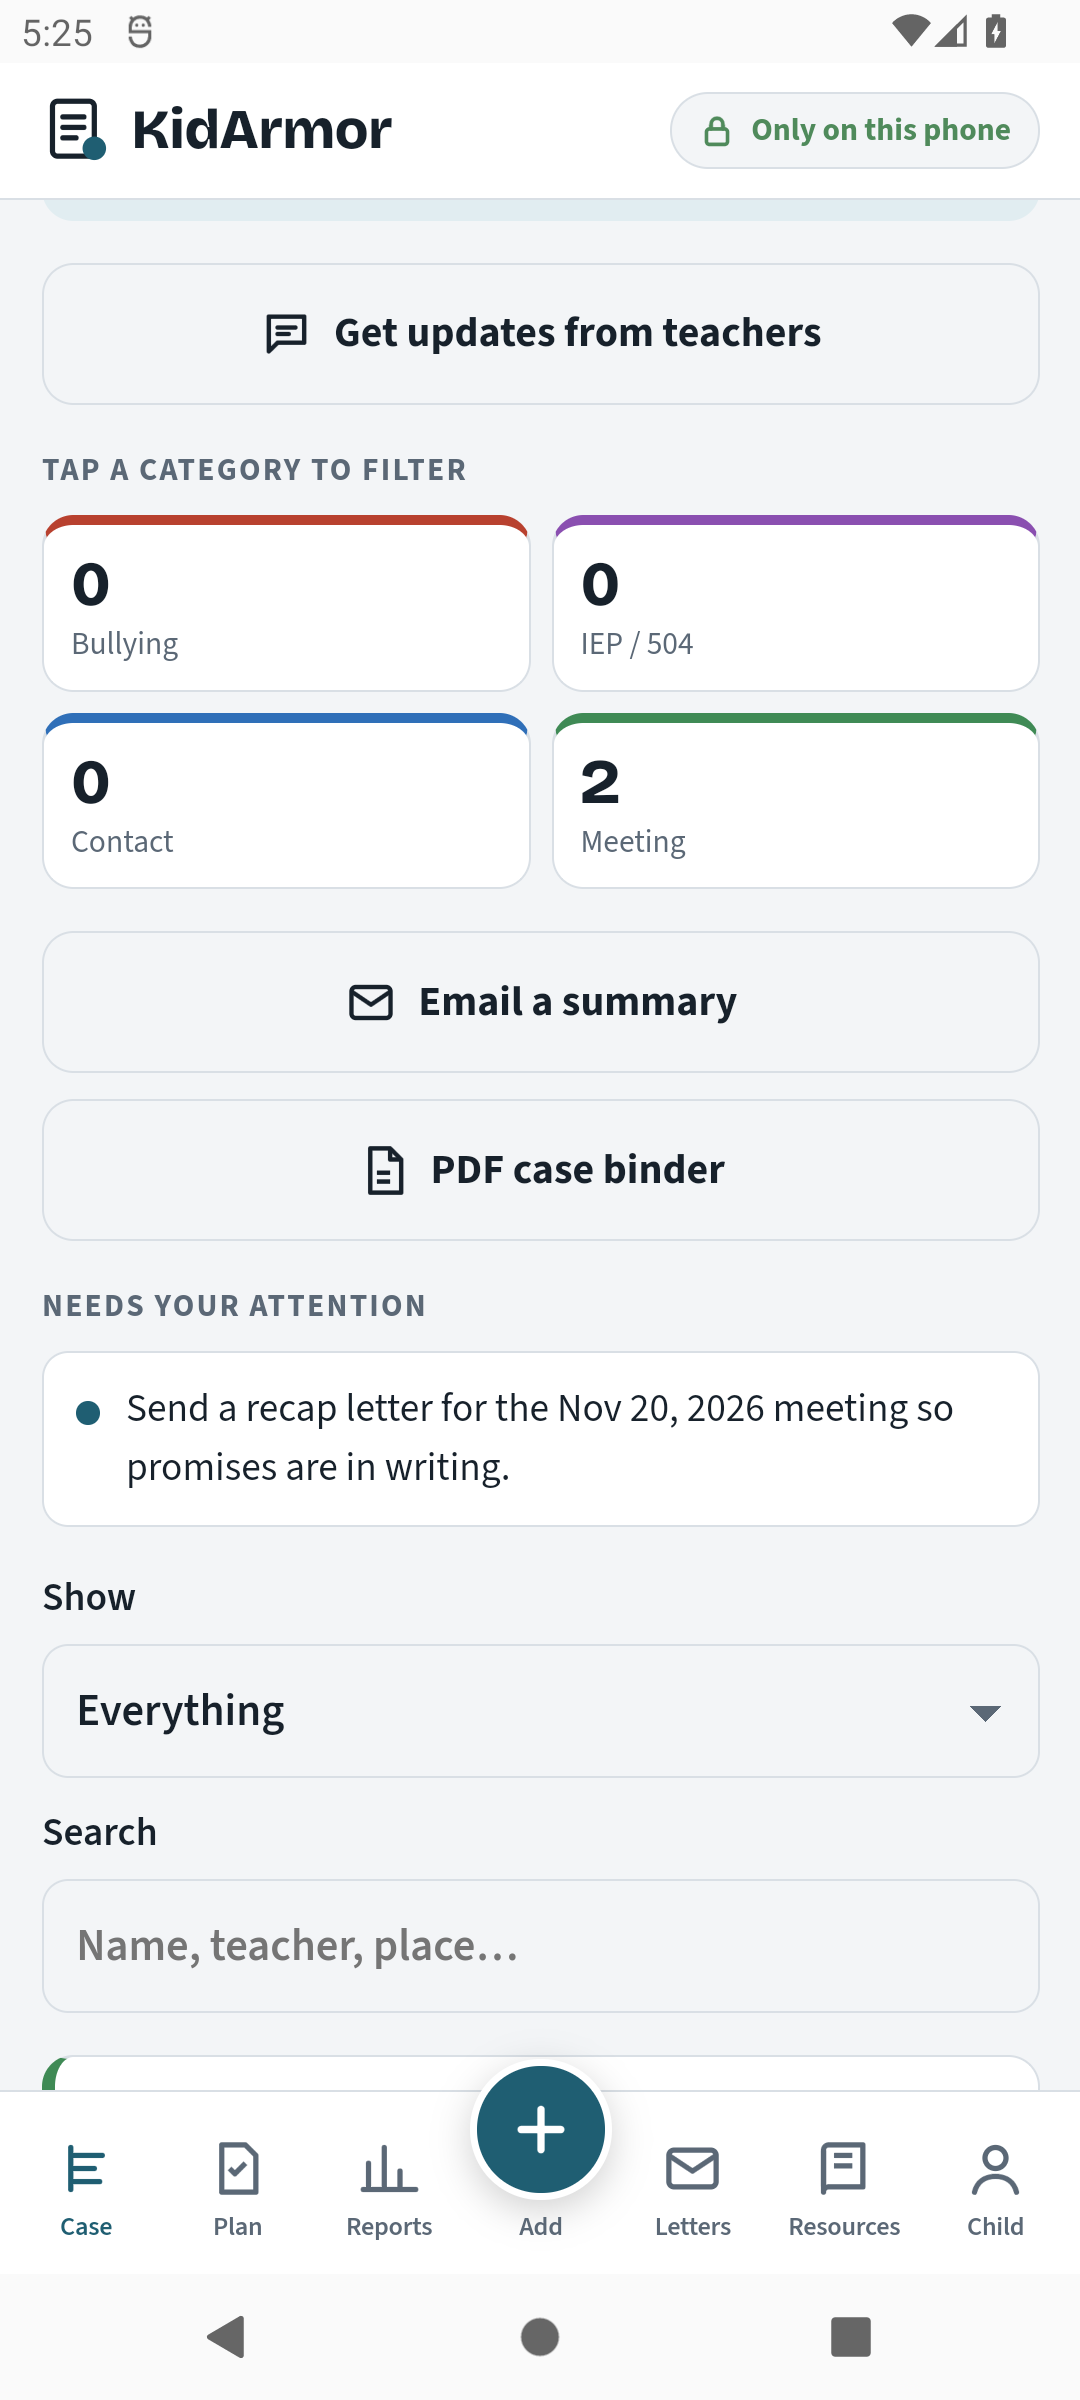 5:25
KidArmor
Only on this phone
Get updates from teachers
TAP A CATEGORY TO FILTER
0
Bullying
0
IEP / 504
0
Contact
2
Meeting
Email a summary
PDF case binder
NEEDS YOUR ATTENTION
Send a recap letter for the Nov 20, 2026 meeting so
promises are in writing.
Show
Everything
Search
Name, teacher, place...
Case
Plan
Reports
Add
Letters
Resources
Child